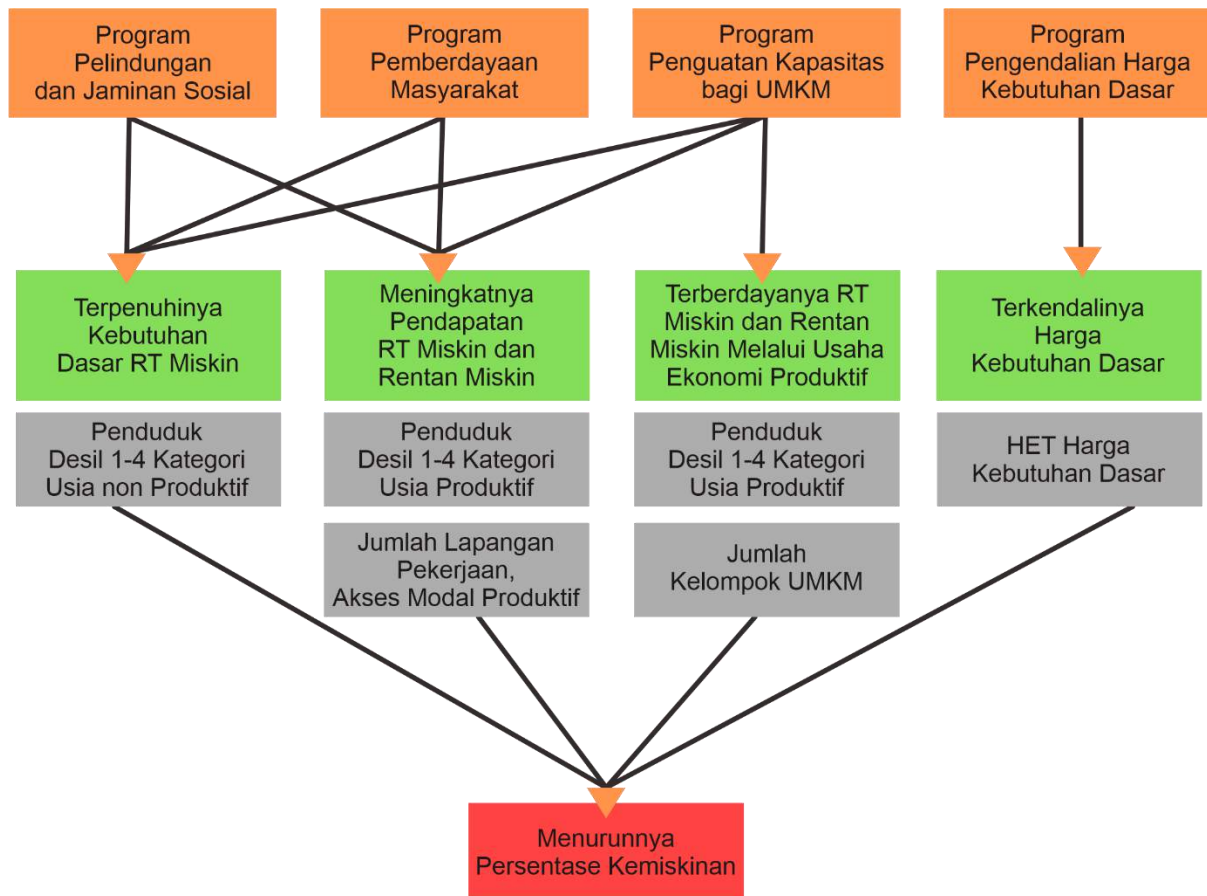 Program
Pelindungan
dan Jaminan Sosial
Program
Pemberdayaan
Masyarakat
Program
Penguatan Kapasitas
bagi UMKM
Program
Pengendalian Harga
Kebutuhan Dasar
Terpenuhinya
Kebutuhan
Dasar RT Miskin
Meningkatnya
Pendapatan
RT Miskin dan
Rentan Miskin
Terberdayanya RT
Miskin dan Rentan
Miskin Melalui Usaha
Ekonomi Produktif
Terkendalinya
Harga
Kebutuhan Dasar
Penduduk
Desil 1-4 Kategori
Usia non Produktif
Penduduk
Desil 1-4 Kategori
Usia Produktif
Penduduk
Desil 1-4 Kategori
Usia Produktif
HET Harga
Kebutuhan Dasar
Jumlah Lapangan
Pekerjaan,
Akses Modal Produktif
Jumlah
Kelompok UMKM
Menurunnya
Persentase Kemiskinan